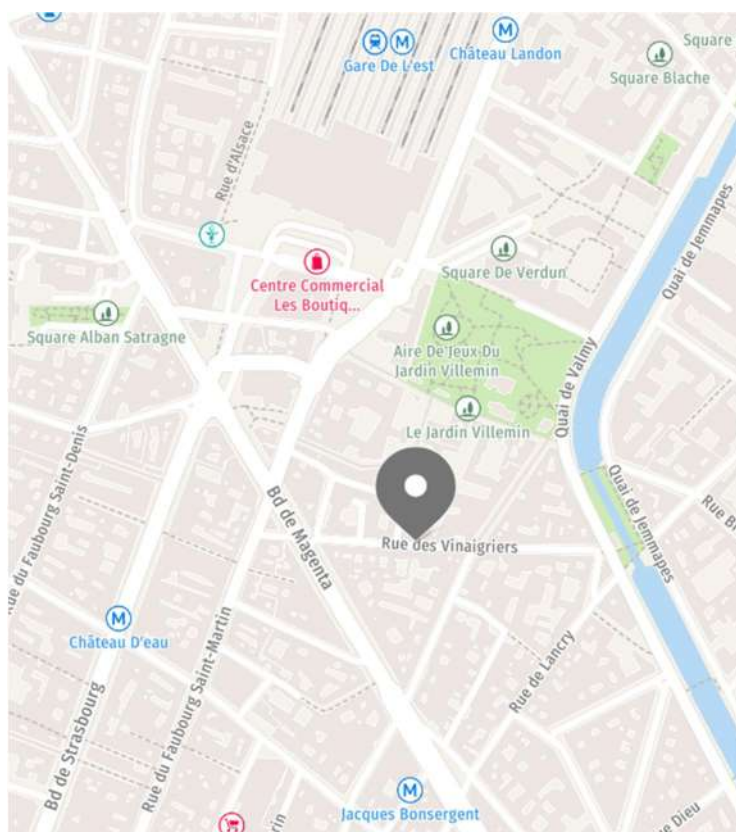 M
Gare De L'est
Château Landon
Square
Square Blache
Rue d'Alsace
Quai de Jemmapes
Square De Verdun
Centre Commercial
Les Boutiq...
Square Alban Satragne
Aire De Jeux Du
Jardin Villemin
Quai de Valmy
Le Jardin Villemin
Rue du Faubourg Saint-Denis
Bd de Magenta
Quai de Jemmapes
Rue B
Rue des Vinaigriers
M
Château D'eau
Rue du Faubourg Saint-Martin
Rue de Lancry
Bd de Strasbourg
M
Jacques Bonsergent
M
rin
e Dieu